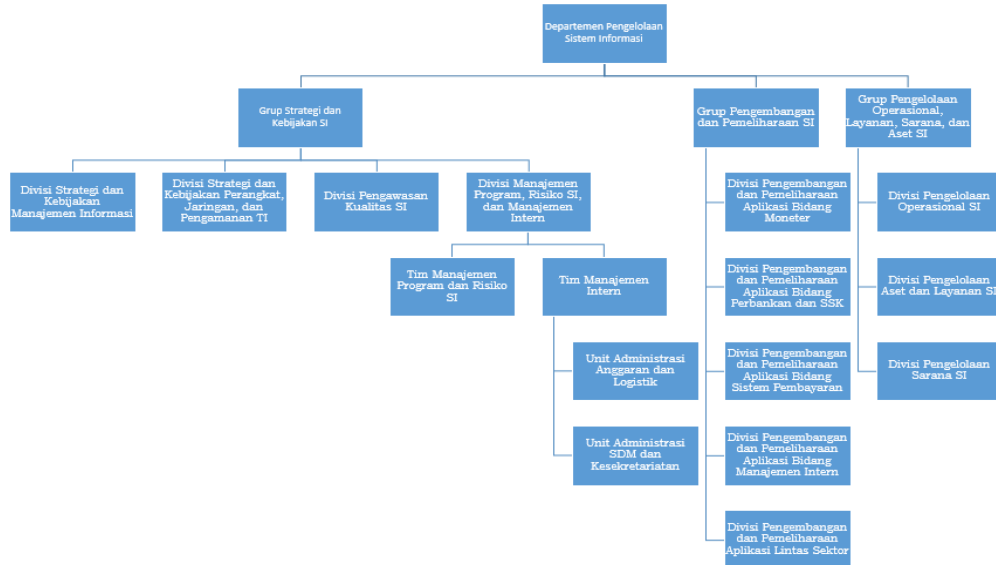 Departemen Pengelolaan
Sistem Informasi
Grup Strategi dan
Kebijakan SI
Grup Pengembangan
dan Pemeliharaan SI
Grup Pengelolaan
Operasional,
Layanan, Sarana, dan
Aset SI
Divisi Strategi dan
Kebijakan
Manajemen Informasi
Divisi Strategi dan
Kebijakan Perangkat,
Jaringan, dan
Pengamanan TI
Divisi Pengawasan
Kualitas SI
Divisi Manajemen
Program, Risiko SI,
dan Manajemen
Intern
Tim Manajemen
Program dan Risiko
SI
Tim Manajemen
Intern
Unit Administrasi
Anggaran dan
Logistik
Unit Administrasi
SDM dan
Kesekretariatan
Divisi Pengembangan
dan Pemeliharaan
Aplikasi Bidang
Moneter
Divisi Pengembangan
dan Pemeliharaan
Aplikasi Bidang
Perbankan dan SSK
Divisi Pengembangan
dan Pemeliharaan
Aplikasi Bidang
Sistem Pembayaran
Divisi Pengembangan
dan Pemeliharaan
Aplikasi Bidang
Manajemen Intern
Divisi Pengembangan
dan Pemeliharaan
Aplikasi Lintas Sektor
Divisi Pengelolaan
Operasional SI
Divisi Pengelolaan
Aset dan Layanan SI
Divisi Pengelolaan
Sarana SI